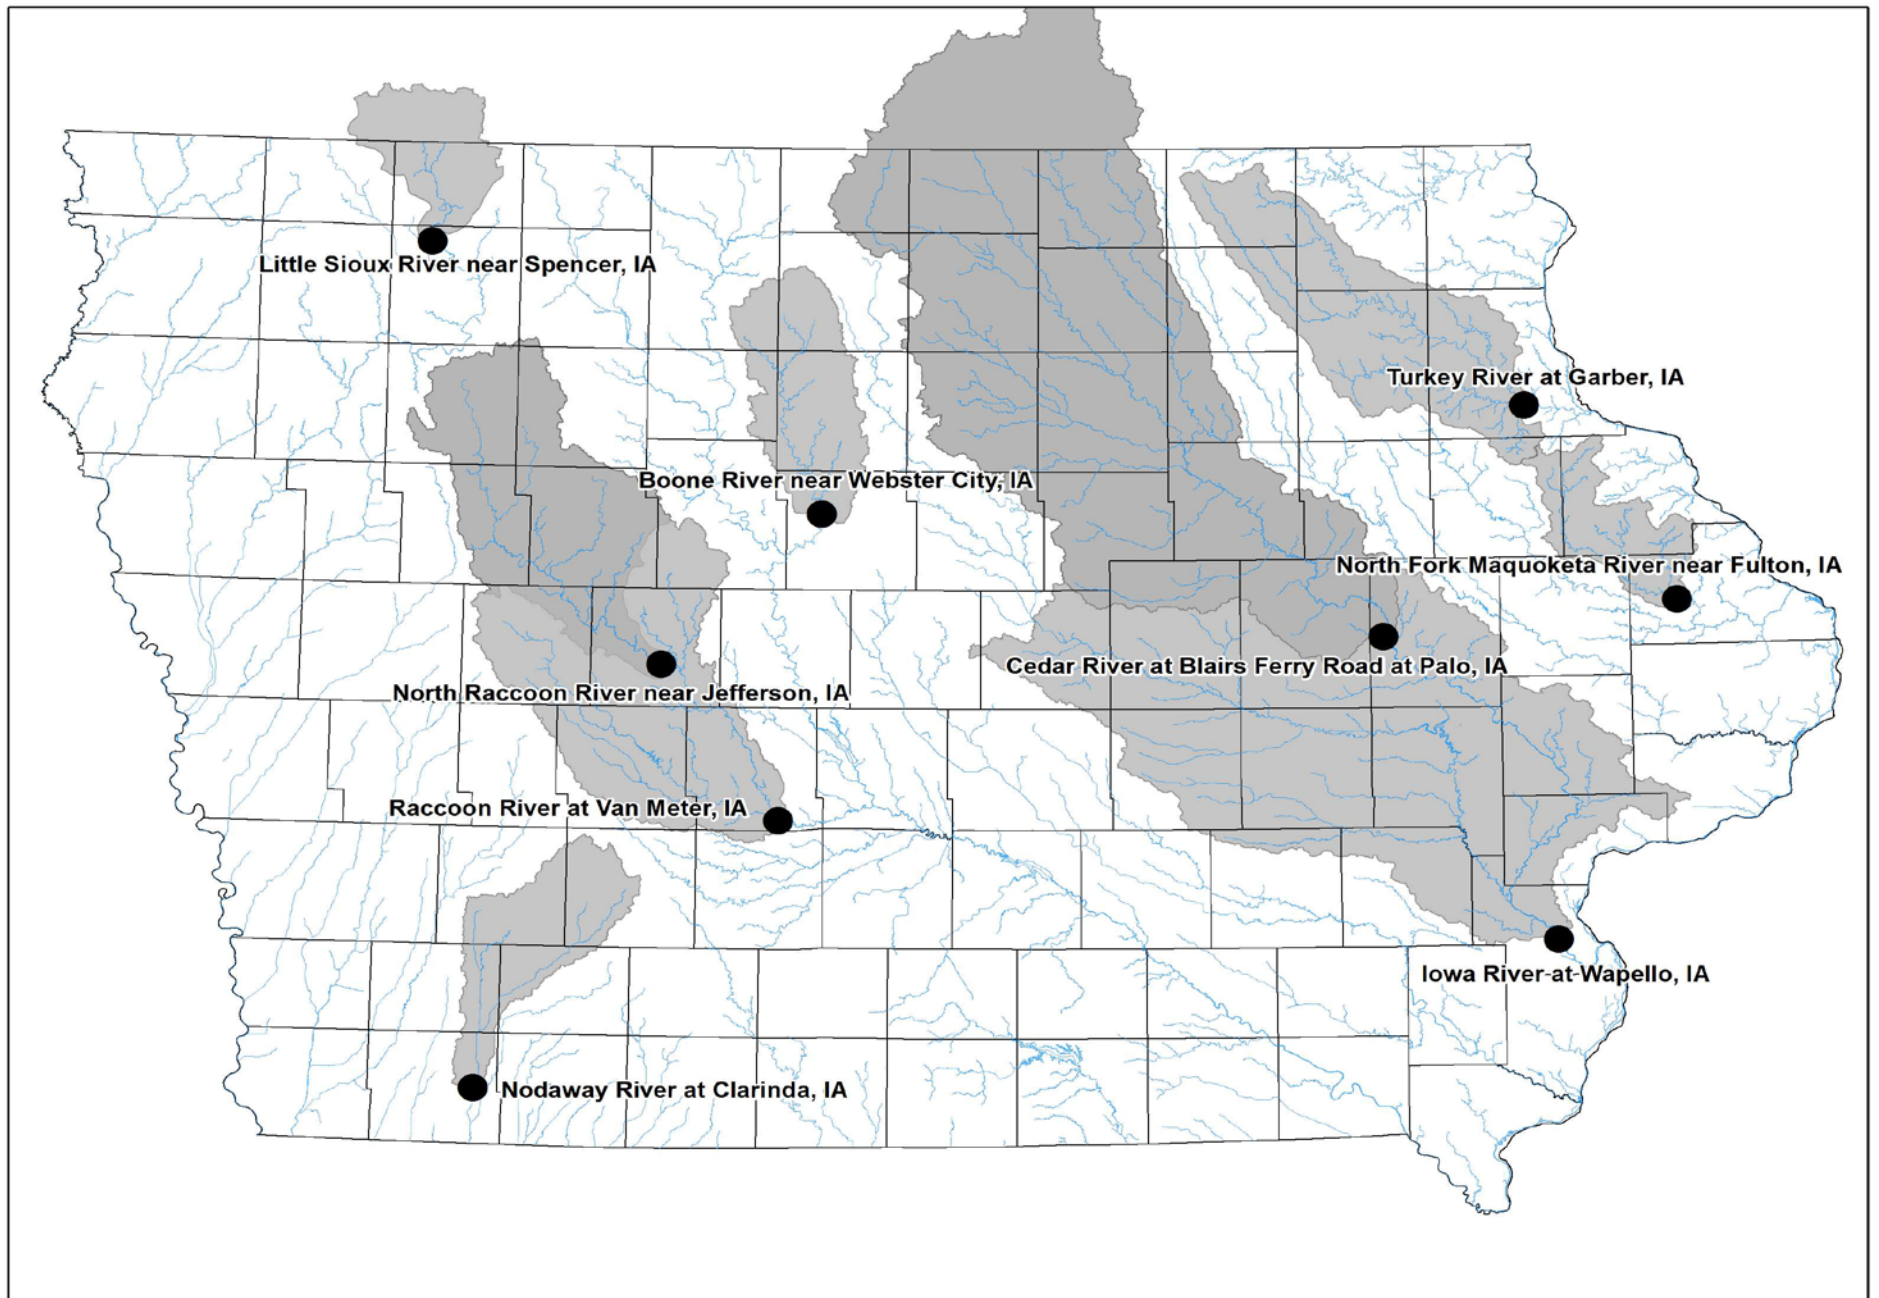 Little Sioux River near Spencer, IA
Turkey River at Garber, IA
Boone River near Webster City, IA
North Fork Maquoketa River near Fulton, IA
Cedar River at Blairs Ferry Road at Palo, IA
North Raccoon River near Jefferson, IA
Raccoon River at Van Meter, IA
Iowa River-at-Wapello, IA
Nodaway River at Clarinda, IA